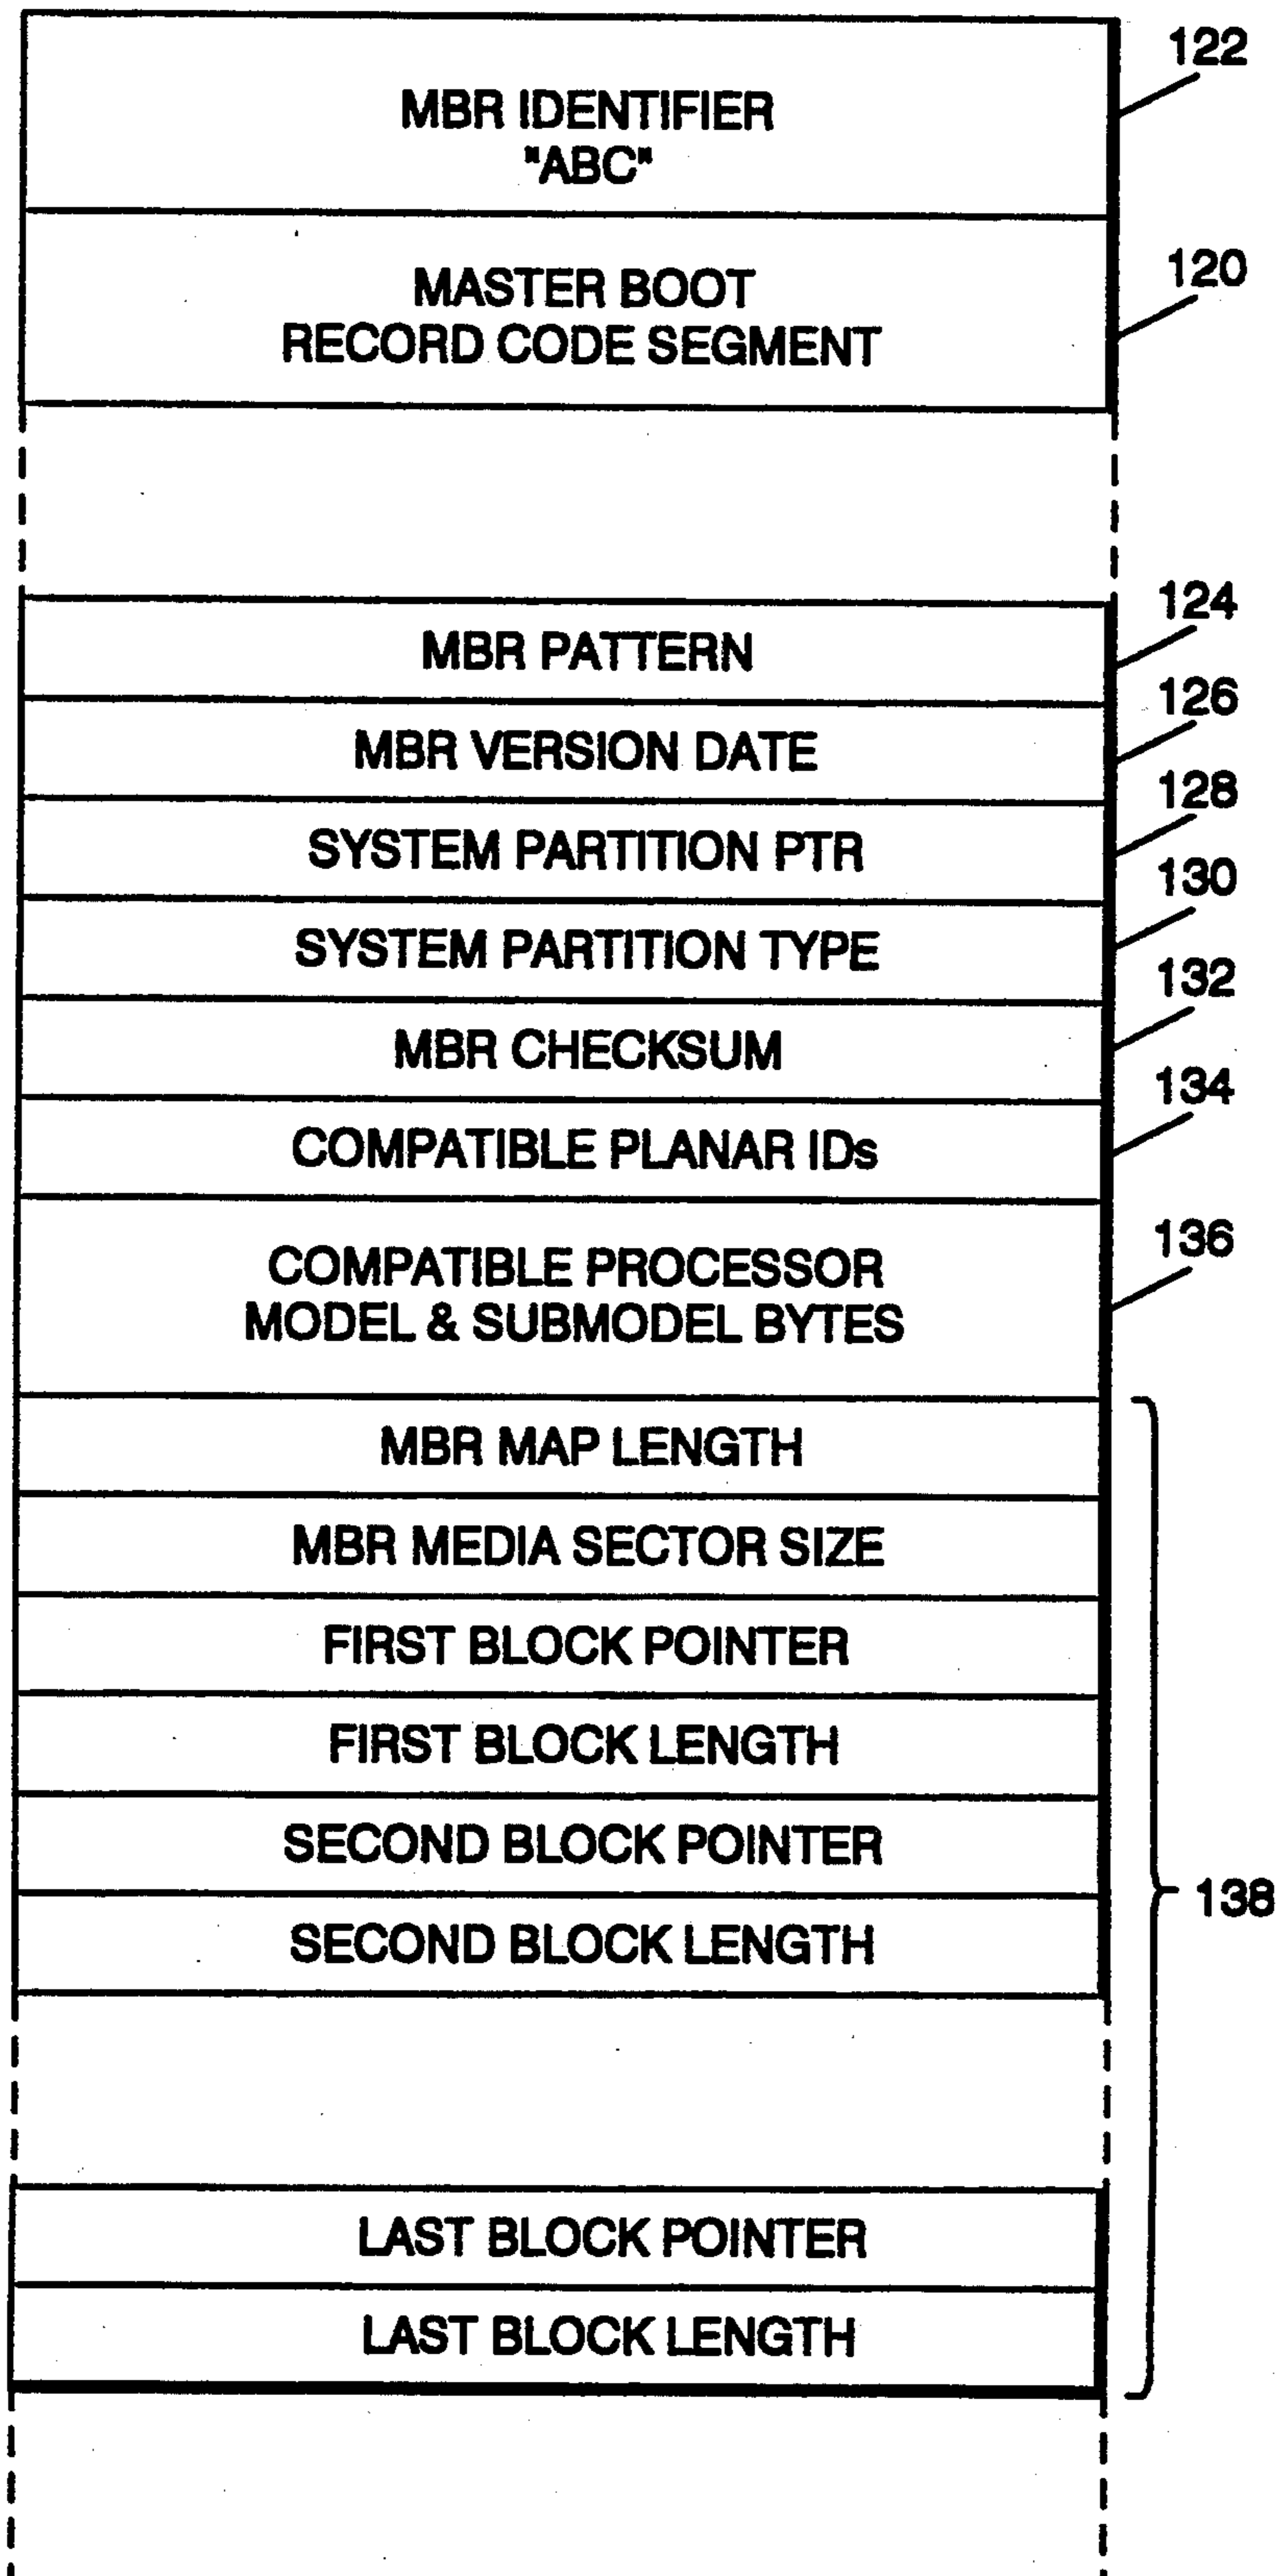 MBR IDENTIFIER
"ABC"
122
MASTER BOOT
RECORD CODE SEGMENT
120
MBR PATTERN
124
MBR VERSION DATE
126
SYSTEM PARTITION PTR
128
SYSTEM PARTITION TYPE
130
MBR CHECKSUM
132
COMPATIBLE PLANAR IDs
134
COMPATIBLE PROCESSOR
MODEL & SUBMODEL BYTES
136
MBR MAP LENGTH
MBR MEDIA SECTOR SIZE
FIRST BLOCK POINTER
FIRST BLOCK LENGTH
SECOND BLOCK POINTER
SECOND BLOCK LENGTH
138
LAST BLOCK POINTER
LAST BLOCK LENGTH